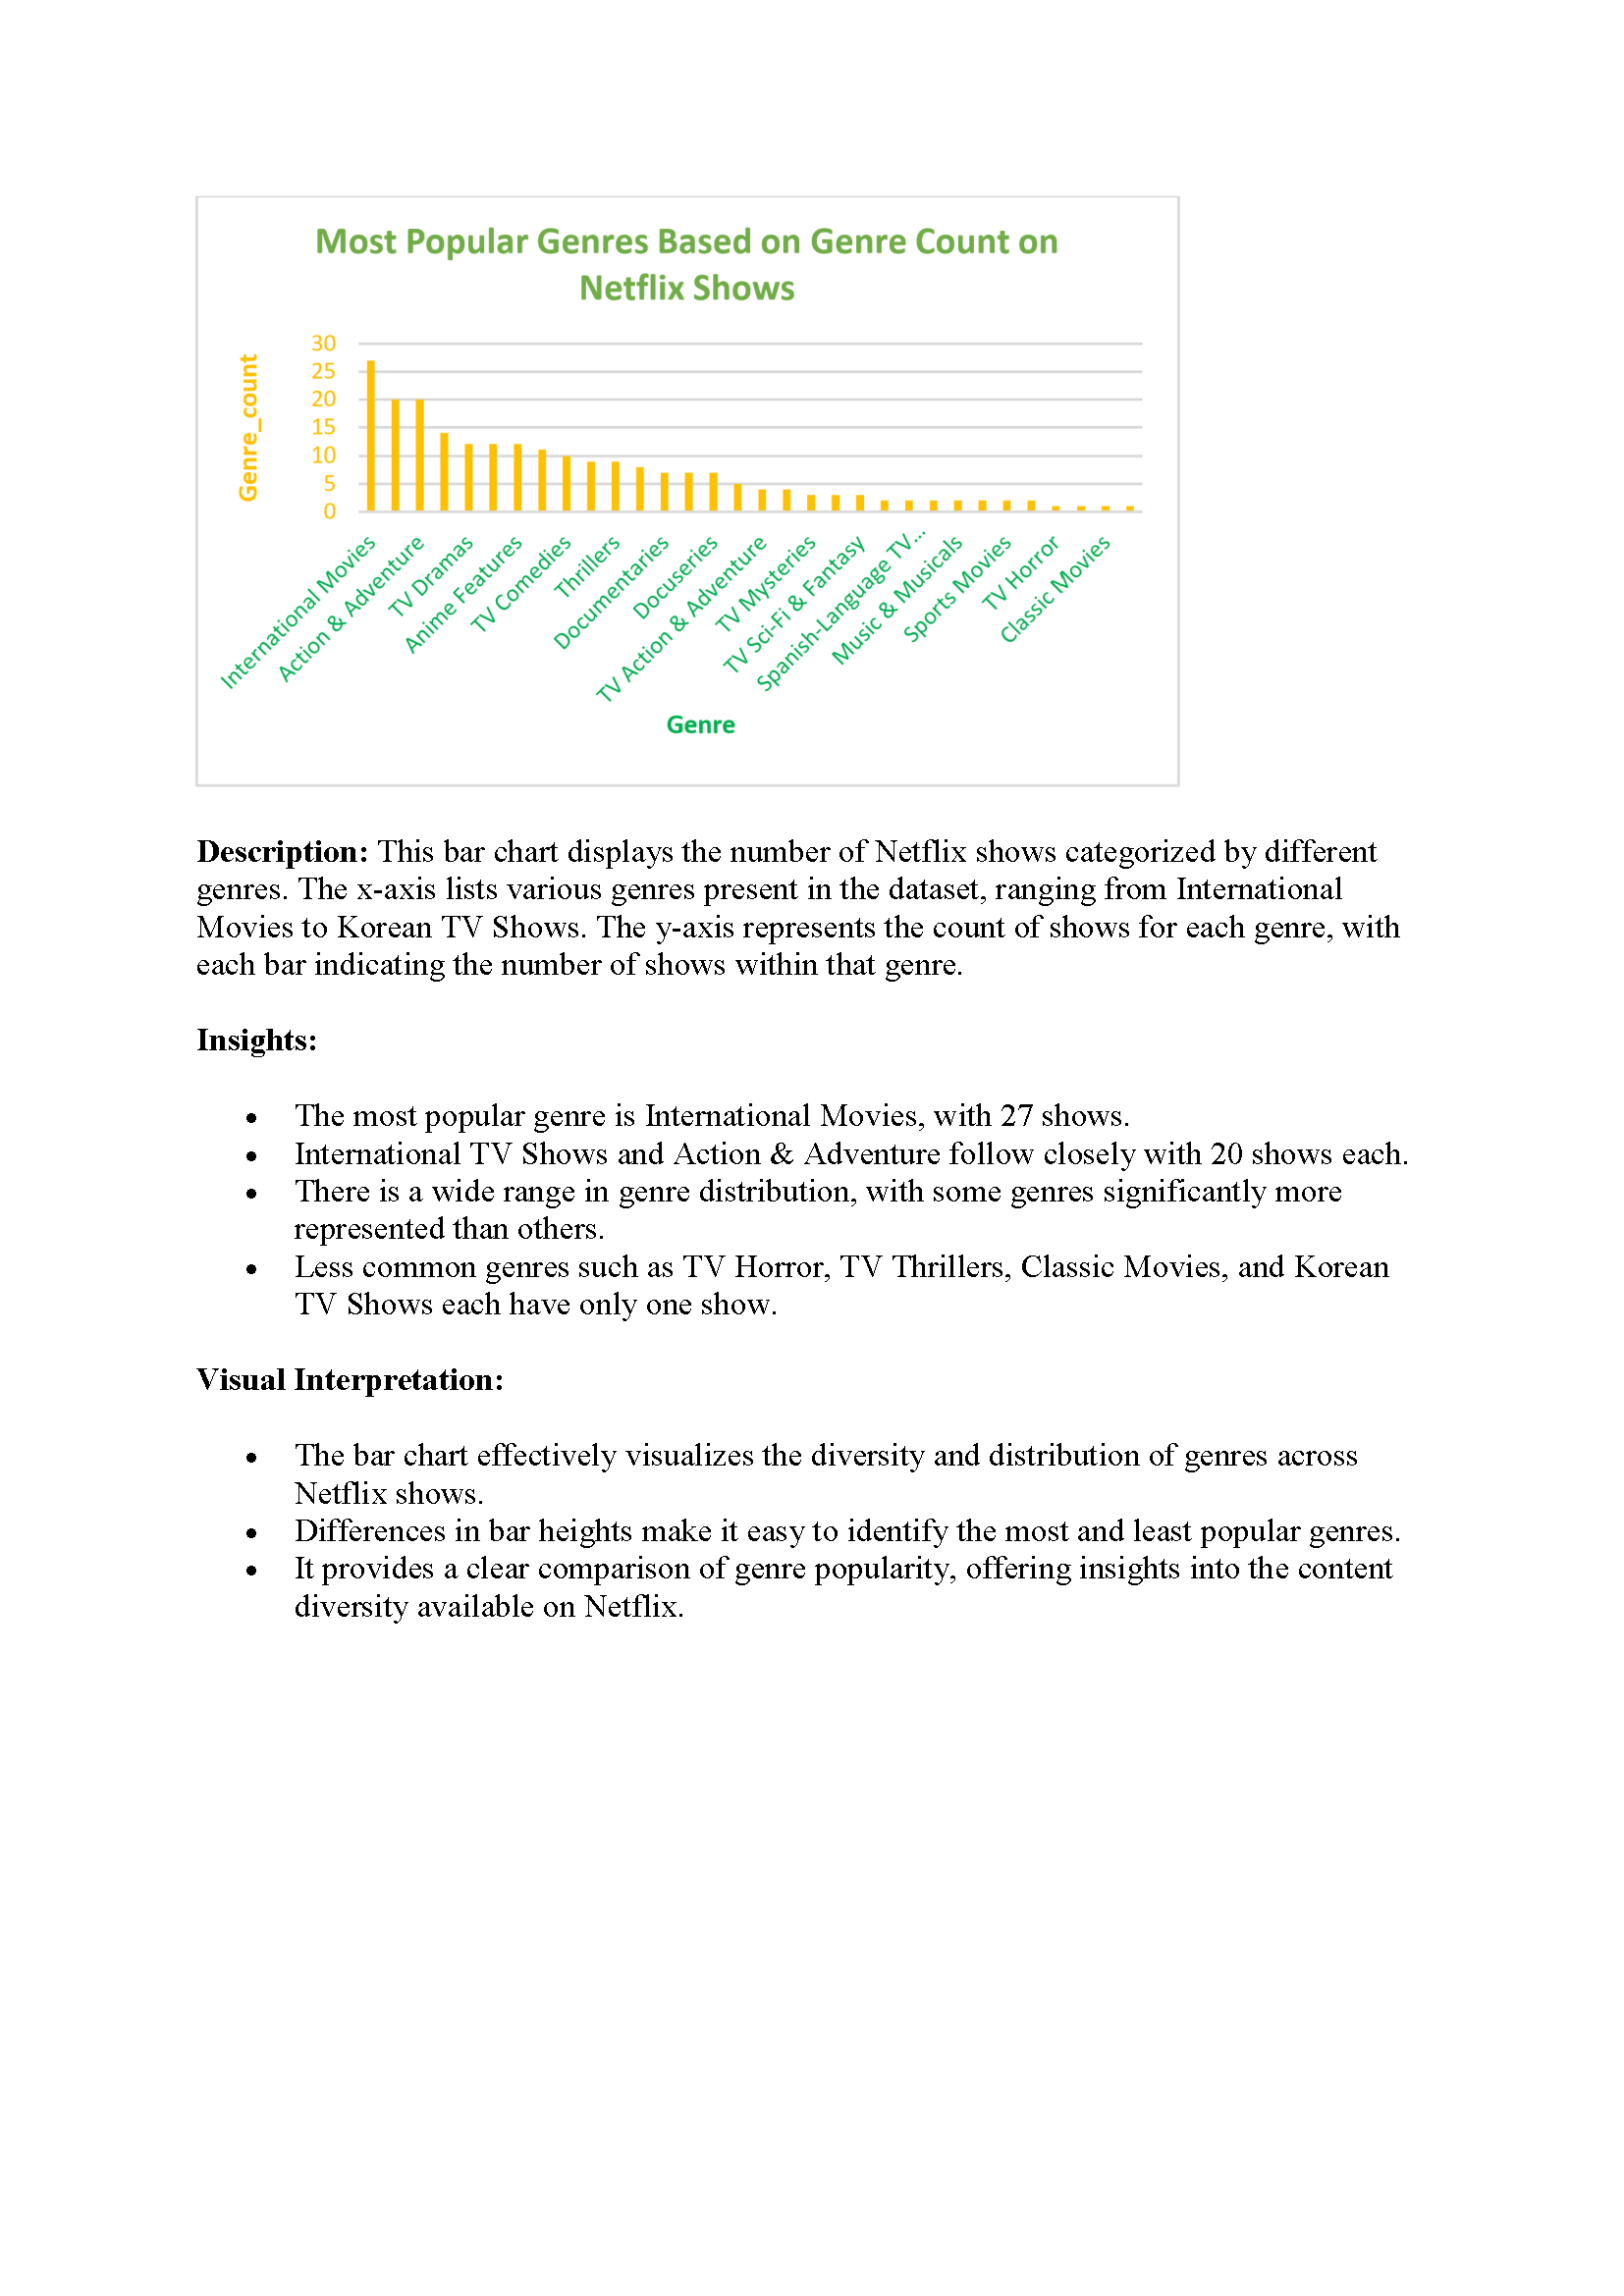 Most Popular Genres Based on Genre Count on
Netflix Shows
Genre_count
30
25
20
15
10
5
0
International Movies
Action & Adventure
TV Dramas
Anime Features
TV Comedies
Thrillers
Documentaries
Docuseries
TV Action & Adventure
TV Mysteries
TV Sci-Fi & Fantasy
Spanish-Language TV...
Music & Musicals
Sports Movies
TV Horror
Classic Movies
Genre
Description: This bar chart displays the number of Netflix shows categorized by different
genres. The x-axis lists various genres present in the dataset, ranging from International
Movies to Korean TV Shows. The y-axis represents the count of shows for each genre, with
each bar indicating the number of shows within that genre.
Insights:
• The most popular genre is International Movies, with 27 shows.
• International TV Shows and Action & Adventure follow closely with 20 shows each.
• There is a wide range in genre distribution, with some genres significantly more
represented than others.
• Less common genres such as TV Horror, TV Thrillers, Classic Movies, and Korean
TV Shows each have only one show.
Visual Interpretation:
• The bar chart effectively visualizes the diversity and distribution of genres across
Netflix shows.
• Differences in bar heights make it easy to identify the most and least popular genres.
• It provides a clear comparison of genre popularity, offering insights into the content
diversity available on Netflix.